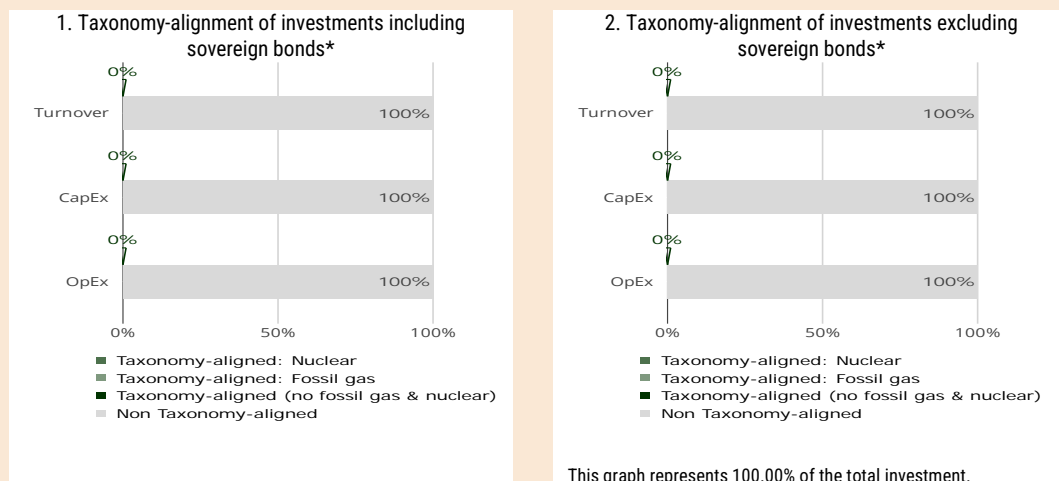 1. Taxonomy-alignment of investments including
sovereign bonds*
0%
Turnover
100%
0%
CapEx
100%
0%
OpEx
100%
0%
50%
100%
Taxonomy-aligned: Nuclear
Taxonomy-aligned: Fossil gas
Taxonomy-aligned (no fossil gas & nuclear)
Non Taxonomy-aligned
2. Taxonomy-alignment of investments excluding
sovereign bonds*
0%
Turnover
100%
0%
CapEx
100%
0%
OpEx
100%
0%
50%
100%
Taxonomy-aligned: Nuclear
Taxonomy-aligned: Fossil gas
Taxonomy-aligned (no fossil gas & nuclear)
Non Taxonomy-aligned
This graph represents 100.00% of the total investment.